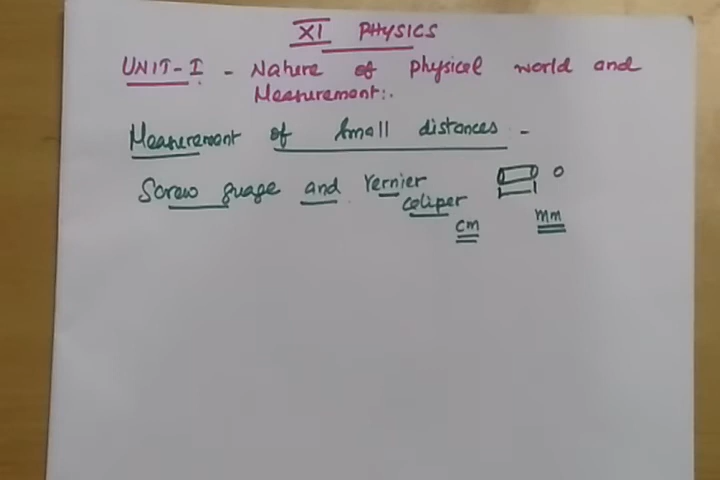 XI PHYSICS
UNIT-I - Nature of Physical world and
Measurement:.
Measurement of Small distances -
Screw guage and Vernier
caliper
cm mm